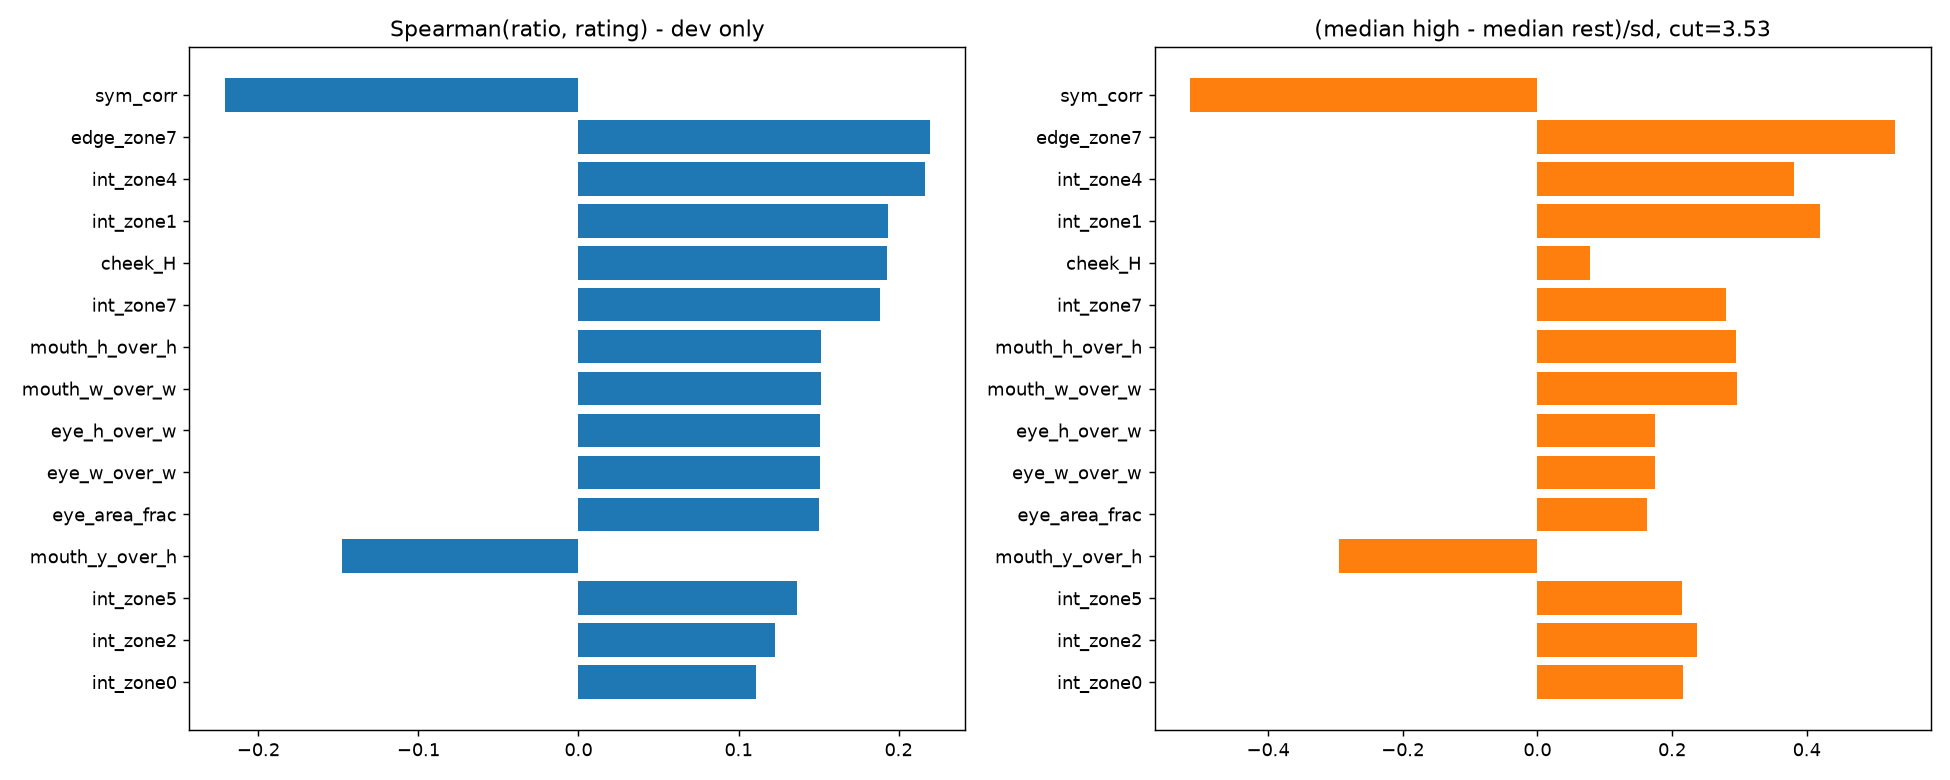 Spearman(ratio, rating) - dev only
sym_corr
edge_zone7
int_zone4
int_zone1
cheek_H
int_zone7
mouth_h_over_h
mouth_w_over_w
eye_h_over_w
eye_w_over_w
eye_area_frac
mouth_y_over_h
int_zone5
int_zone2
int_zone0
−0.2 −0.1 0.0 0.1 0.2
(median high - median rest)/sd, cut=3.53
sym_corr
edge_zone7
int_zone4
int_zone1
cheek_H
int_zone7
mouth_h_over_h
mouth_w_over_w
eye_h_over_w
eye_w_over_w
eye_area_frac
mouth_y_over_h
int_zone5
int_zone2
int_zone0
−0.4 −0.2 0.0 0.2 0.4